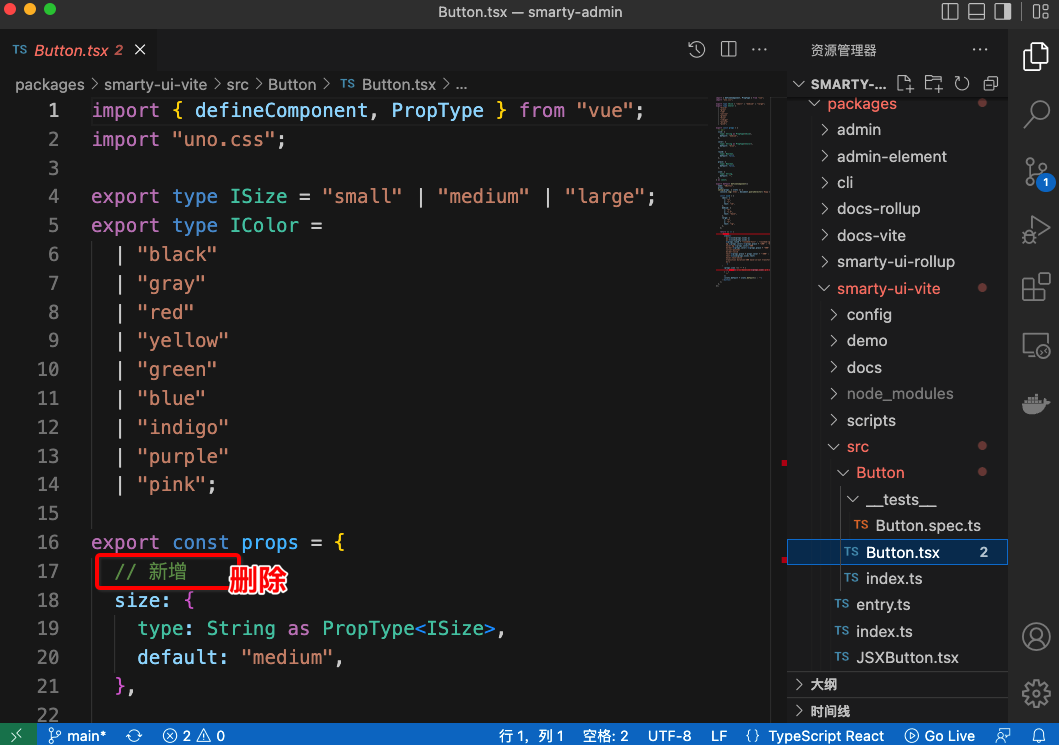 Button.tsx — smarty-admin
TS Button.tsx 2
资源管理器
packages > smarty-ui-vite > src > Button > TS Button.tsx > ...
SMARTY-...
1 import { defineComponent, PropType } from "vue";
2 import "uno.css";
3
4 export type ISize = "small" | "medium" | "large";
5 export type IColor =
6 | "black"
7 | "gray"
8 | "red"
9 | "yellow"
10 | "green"
11 | "blue"
12 | "indigo"
13 | "purple"
14 | "pink";
15
16 export const props = {
17 // 新增
删除
18 size: {
19 type: String as PropType<ISize>,
20 default: "medium",
21 },
22
packages
admin
admin-element
cli
docs-rollup
docs-vite
smarty-ui-rollup
smarty-ui-vite
config
demo
docs
node_modules
scripts
src
Button
__tests__
TS Button.spec.ts
TS Button.tsx 2
TS index.ts
TS entry.ts
TS index.ts
TS JSXButton.tsx
大纲
时间线
1
main* 2 0 行 1，列 1 空格: 2 UTF-8 LF {} TypeScript React Go Live